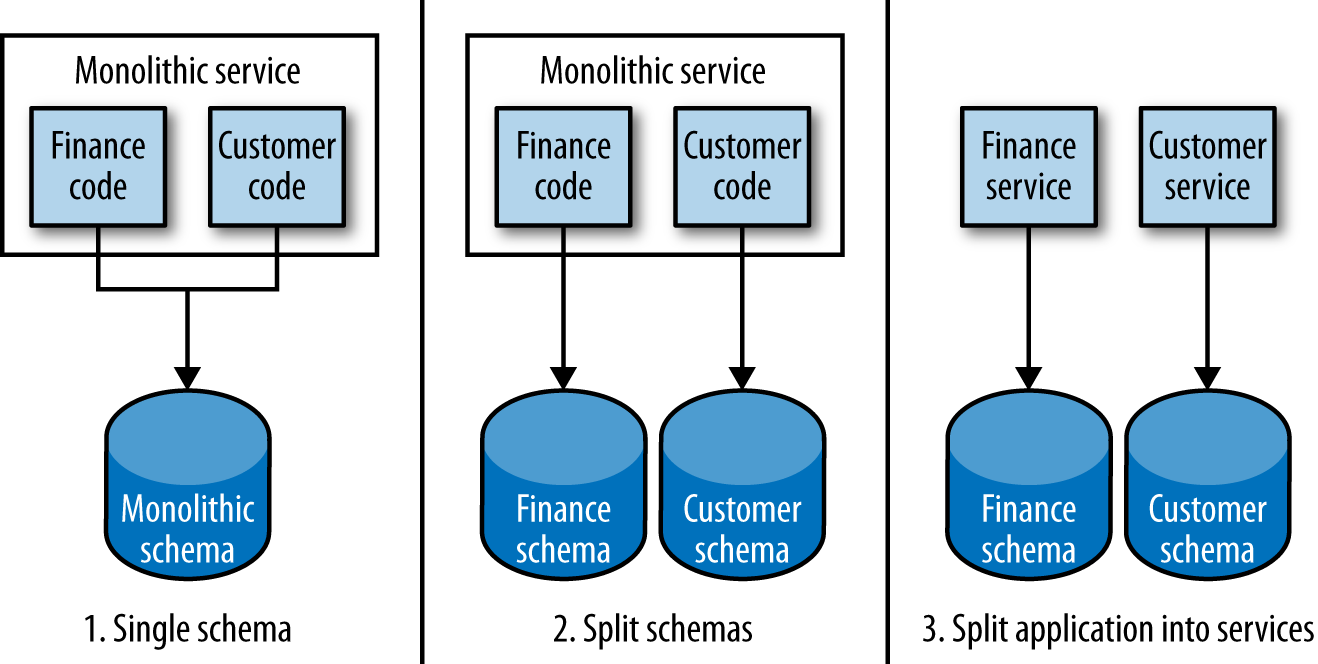 Monolithic service
Finance
code
Customer
code
Monolithic
schema
1. Single schema
Monolithic service
Finance
code
Customer
code
Finance
schema
Customer
schema
2. Split schemas
Finance
service
Customer
service
Finance
schema
Customer
schema
3. Split application into services